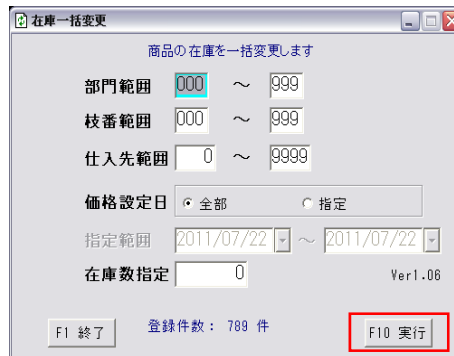 在庫一括変更
商品の在庫を一括変更します
部門範囲 000 ～ 999
枝番範囲 000 ～ 999
仕入先範囲 0 ～ 9999
価格設定日 全部 指定
指定範囲 2011/07/22 ～ 2011/07/22
在庫数指定 0 Ver1.06
F1 終了 登録件数： 789 件 F10 実行